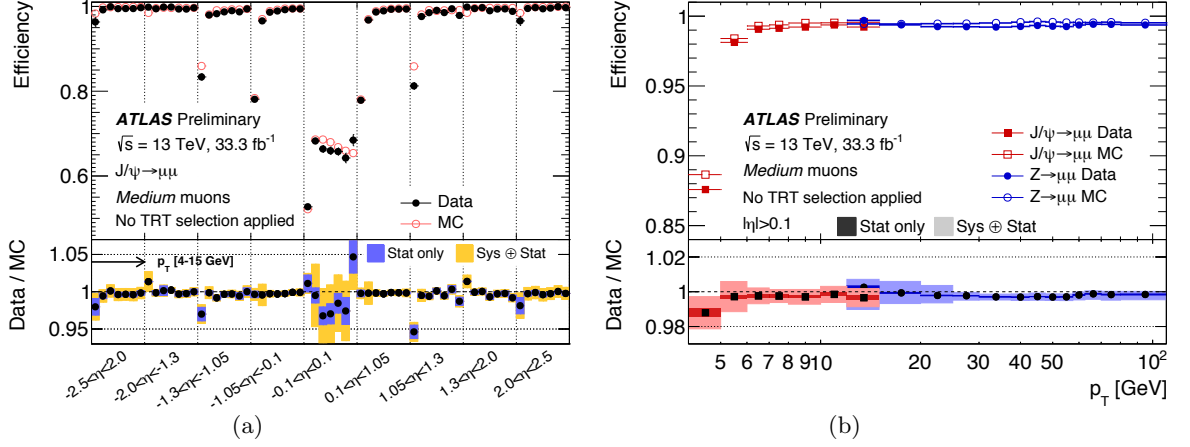 Efficiency
1
0.8
0.6
ATLAS Preliminary
√s = 13 TeV, 33.3 fb⁻¹
J/ψ→μμ
Medium muons
No TRT selection applied
Data
MC
Data / MC
1.05
1
0.95
p_T [4-15 GeV]
Stat only
Sys ⊕ Stat
-2.5<η<2.0
-2.0<η<-1.3
-1.3<η<-1.05
-1.05<η<-0.1
-0.1<η<0.1
0.1<η<1.05
1.05<η<1.3
1.3<η<2.0
2.0<η<2.5
(a)
Efficiency
1
0.95
0.9
0.85
ATLAS Preliminary
√s = 13 TeV, 33.3 fb⁻¹
Medium muons
No TRT selection applied
|η|>0.1
J/ψ→μμ Data
J/ψ→μμ MC
Z→μμ Data
Z→μμ MC
Stat only
Sys ⊕ Stat
Data / MC
1.02
1
0.98
5 6 7 8 9 10 20 30 40 50 10²
p_T [GeV]
(b)